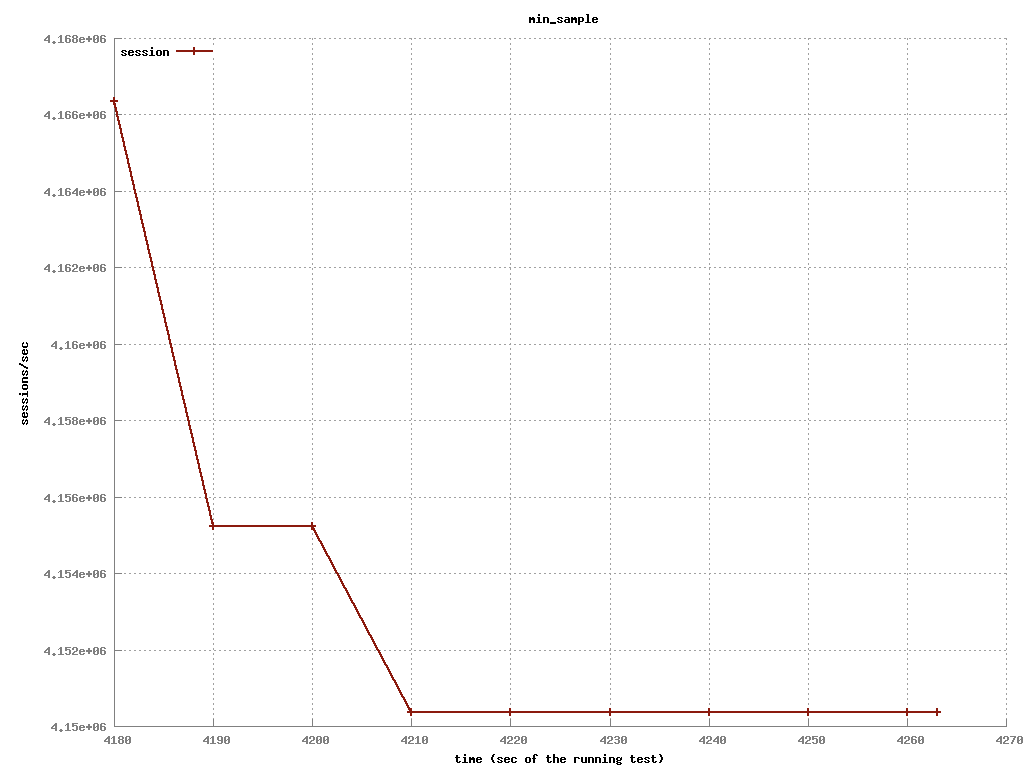 min_sample
4.168e+06
session
4.166e+06
4.164e+06
4.162e+06
4.16e+06
sessions/sec
4.158e+06
4.156e+06
4.154e+06
4.152e+06
4.15e+06
4180 4190 4200 4210 4220 4230 4240 4250 4260 4270
time (sec of the running test)